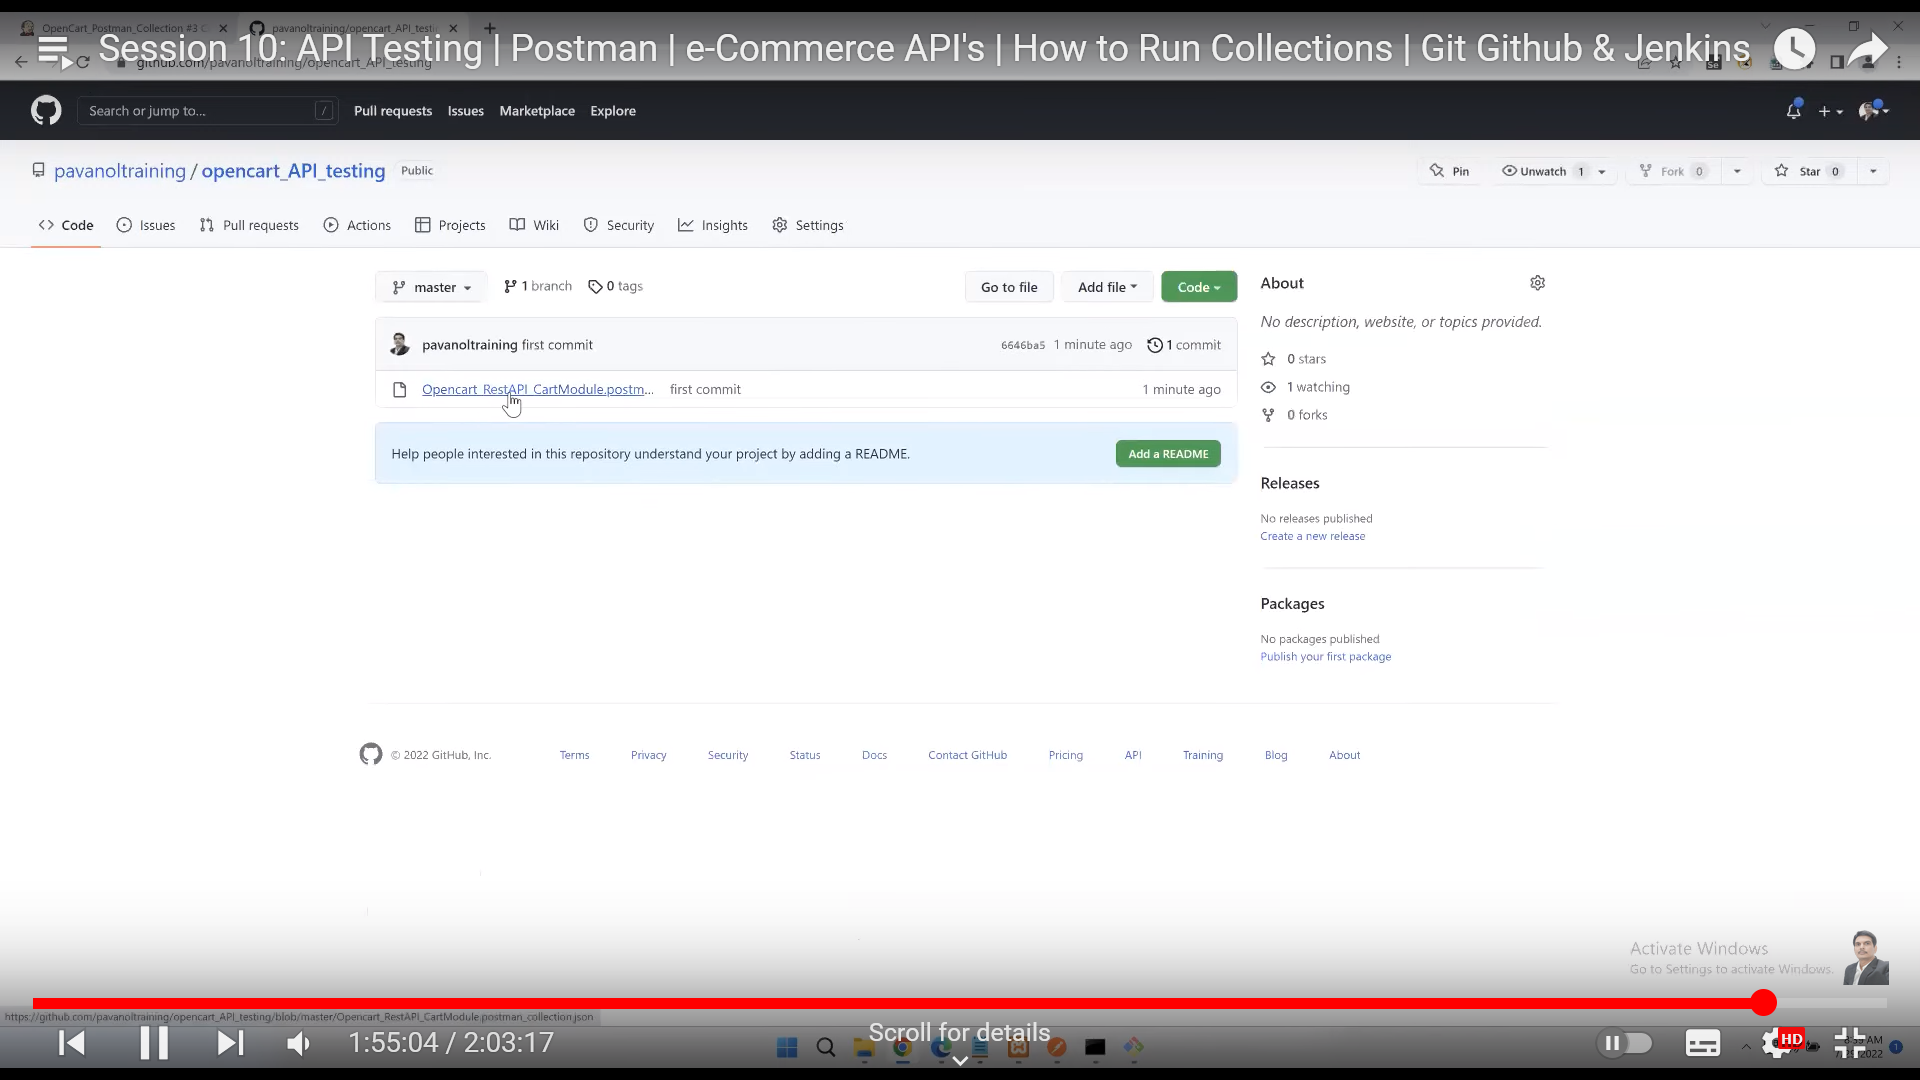 OpenCart_Postman_Collection #3 C
pavanoltraining/opencart_API_testi
Session 10: API Testing | Postman | e-Commerce API's | How to Run Collections | Git Github & Jenkins
github.com/pavanoltraining/opencart_API_testing
Search or jump to...
/
Pull requests
Issues
Marketplace
Explore
pavanoltraining / opencart_API_testing
Public
Pin
Unwatch 1
Fork 0
Star 0
Code
Issues
Pull requests
Actions
Projects
Wiki
Security
Insights
Settings
master
1 branch
0 tags
Go to file
Add file
Code
About
No description, website, or topics provided.
pavanoltraining first commit
6646ba5 1 minute ago
1 commit
Opencart_RestAPI_CartModule.postm...
first commit
1 minute ago
0 stars
1 watching
0 forks
Help people interested in this repository understand your project by adding a README.
Add a README
Releases
No releases published
Create a new release
Packages
No packages published
Publish your first package
© 2022 GitHub, Inc.
Terms
Privacy
Security
Status
Docs
Contact GitHub
Pricing
API
Training
Blog
About
Activate Windows
Go to Settings to activate Windows.
https://github.com/pavanoltraining/opencart_API_testing/blob/master/Opencart_RestAPI_CartModule.postman_collection.json
1:55:04 / 2:03:17
Scroll for details
HD